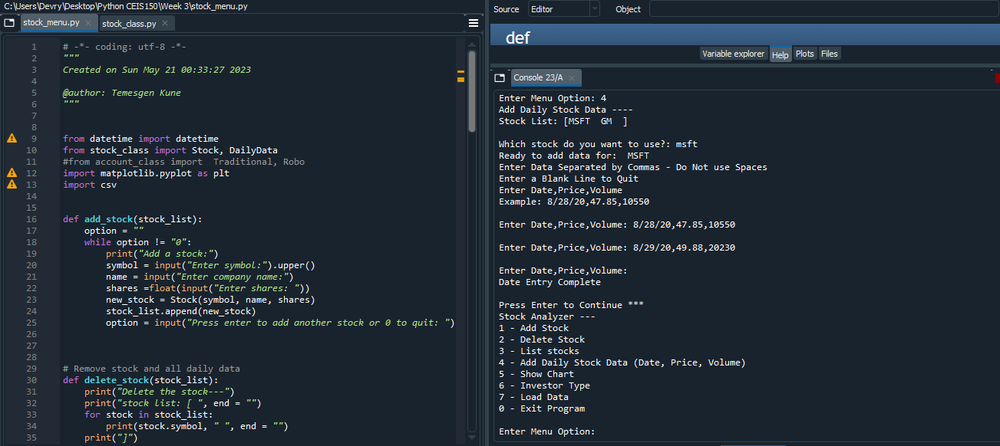 C:\Users\Devry\Desktop\Python CEIS150\Week 3\stock_menu.py
stock_menu.py
stock_class.py
1 # -*- coding: utf-8 -*-
2 """
3 Created on Sun May 21 00:33:27 2023
4
5 @author: Temesgen Kune
6 """
7
8
9 from datetime import datetime
10 from stock_class import Stock, DailyData
11 #from account_class import  Traditional, Robo
12 import matplotlib.pyplot as plt
13 import csv
14
15
16 def add_stock(stock_list):
17     option = ""
18     while option != "0":
19         print("Add a stock:")
20         symbol = input("Enter symbol:").upper()
21         name = input("Enter company name:")
22         shares =float(input("Enter shares: "))
23         new_stock = Stock(symbol, name, shares)
24         stock_list.append(new_stock)
25         option = input("Press enter to add another stock or 0 to quit: ")
26
27
28
29 # Remove stock and all daily data
30 def delete_stock(stock_list):
31     print("Delete the stock---")
32     print("stock list: [ ", end = "")
33     for stock in stock_list:
34         print(stock.symbol, " ", end = "")
35     print("]")
Source Editor Object
def
Variable explorer Help Plots Files
Console 23/A
Enter Menu Option: 4
Add Daily Stock Data ----
Stock List: [MSFT  GM  ]
Which stock do you want to use?: msft
Ready to add data for:  MSFT
Enter Data Separated by Commas - Do Not use Spaces
Enter a Blank Line to Quit
Enter Date,Price,Volume
Example: 8/28/20,47.85,10550
Enter Date,Price,Volume: 8/28/20,47.85,10550
Enter Date,Price,Volume: 8/29/20,49.88,20230
Enter Date,Price,Volume:
Date Entry Complete
Press Enter to Continue ***
Stock Analyzer ---
1 - Add Stock
2 - Delete Stock
3 - List stocks
4 - Add Daily Stock Data (Date, Price, Volume)
5 - Show Chart
6 - Investor Type
7 - Load Data
0 - Exit Program
Enter Menu Option: